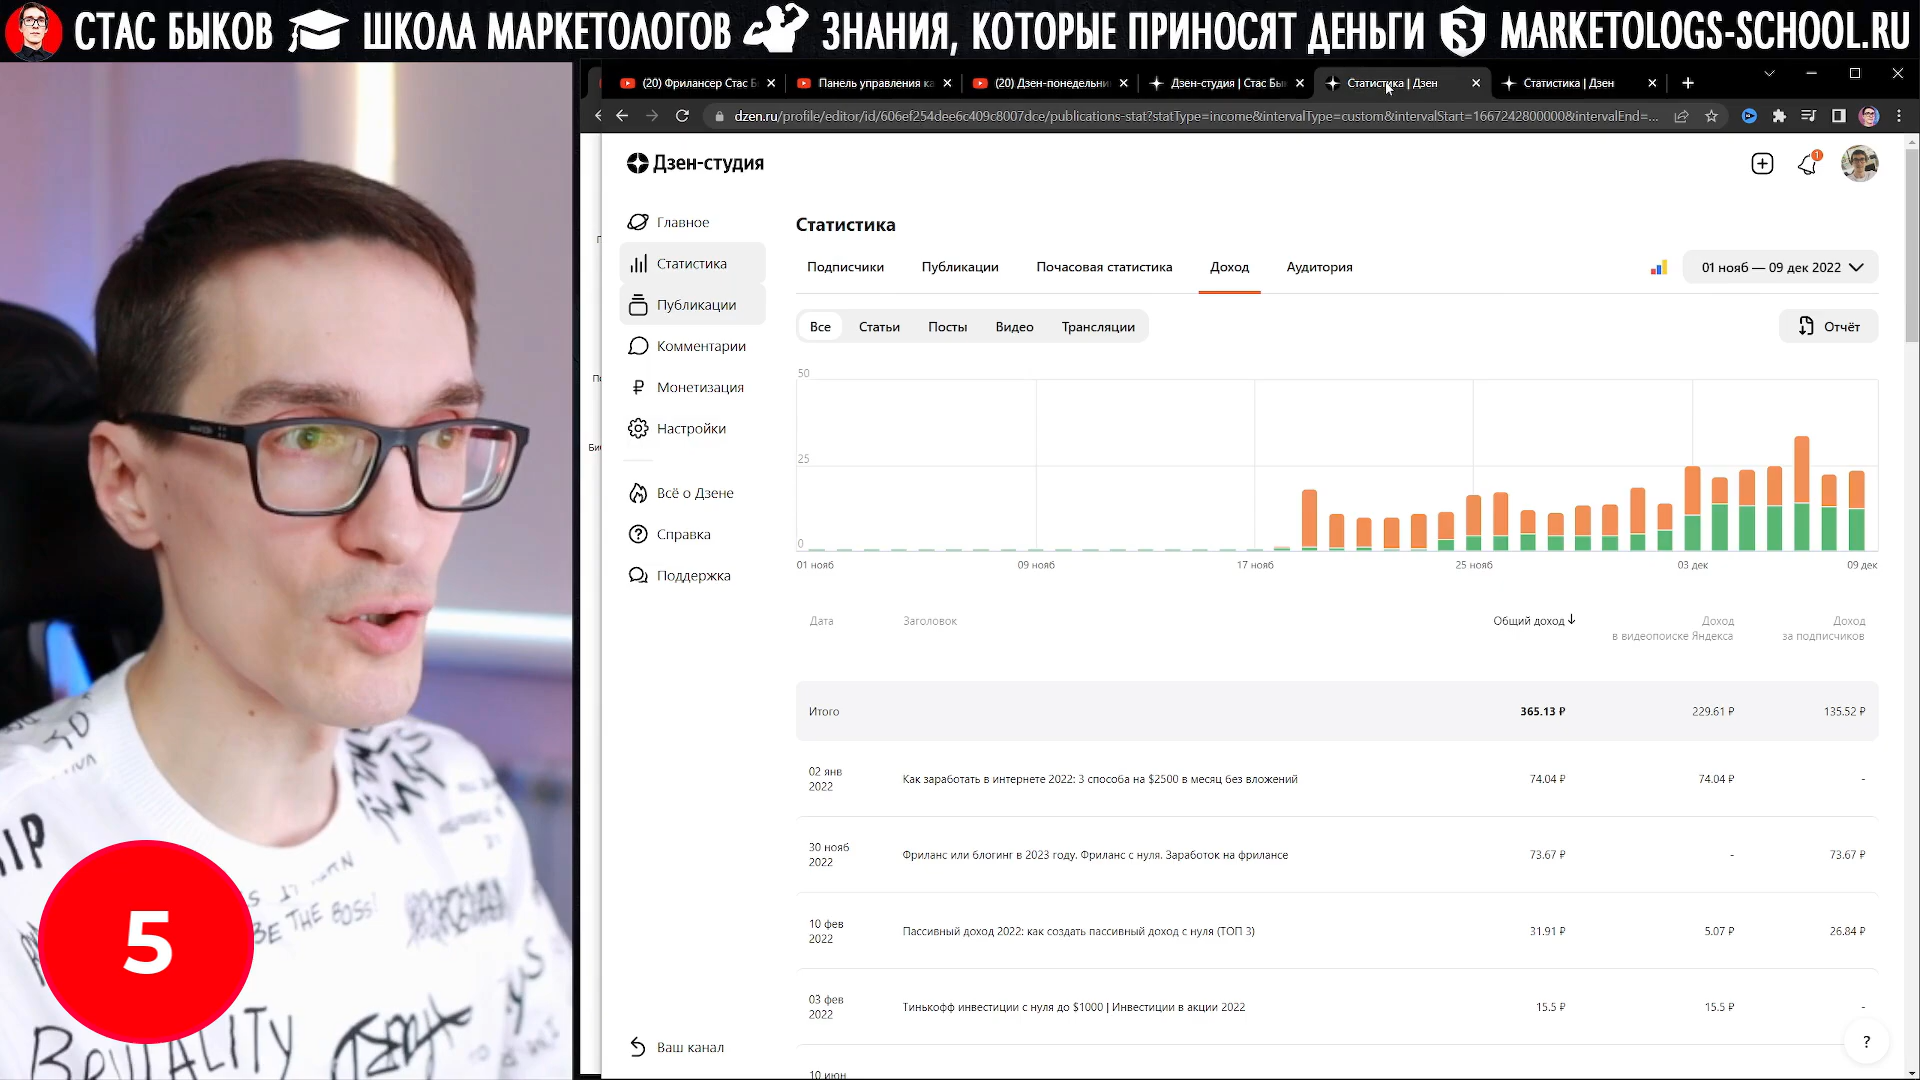 СТАС БЫКОВ ШКОЛА МАРКЕТОЛОГОВ ЗНАНИЯ, КОТОРЫЕ ПРИНОСЯТ ДЕНЬГИ MARKETOLOGS-SCHOOL.RU
(20) Фрилансер Стас Б
Панель управления ка
(20) Дзен-понедельни
Дзен-студия | Стас Бы
Статистика | Дзен
Статистика | Дзен
dzen.ru/profile/editor/id/606ef254dee6c409c8007dce/publications-stat?statType=income&intervalType=custom&intervalStart=1667242800000&intervalEnd=...
Дзен-студия
1
Главное
Статистика
Публикации
Комментарии
Монетизация
Настройки
Всё о Дзене
Справка
Поддержка
Ваш канал
Статистика
Подписчики Публикации Почасовая статистика Доход Аудитория
01 нояб — 09 дек 2022
Все Статьи Посты Видео Трансляции
Отчёт
50
25
0
01 нояб 09 нояб 17 нояб 25 нояб 03 дек 09 дек
Дата Заголовок Общий доход Доход в видеопоиске Яндекса Доход за подписчиков
Итого 365.13 ₽ 229.61 ₽ 135.52 ₽
02 янв 2022 Как заработать в интернете 2022: 3 способа на $2500 в месяц без вложений 74.04 ₽ 74.04 ₽ -
30 нояб 2022 Фриланс или блогинг в 2023 году. Фриланс с нуля. Заработок на фрилансе 73.67 ₽ - 73.67 ₽
10 фев 2022 Пассивный доход 2022: как создать пассивный доход с нуля (ТОП 3) 31.91 ₽ 5.07 ₽ 26.84 ₽
03 фев 2022 Тинькофф инвестиции с нуля до $1000 | Инвестиции в акции 2022 15.5 ₽ 15.5 ₽ -
10 июн
?
5
BE THE BOSS
BRUTALITY